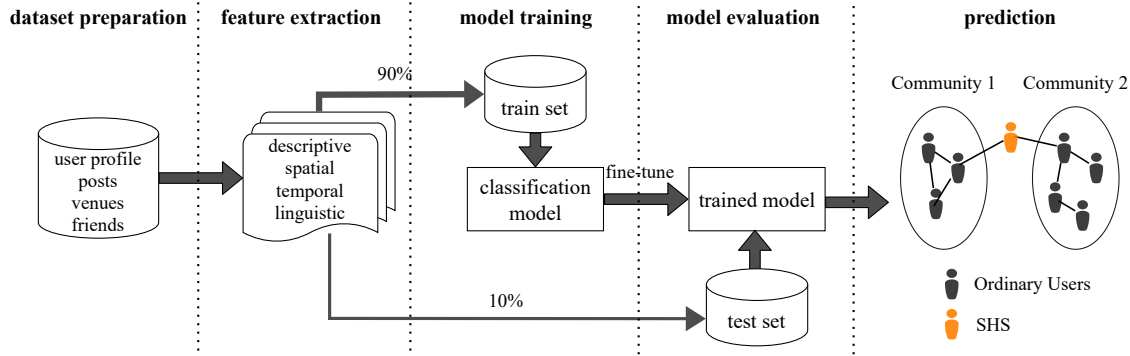 dataset preparation
feature extraction
model training
model evaluation
prediction
user profile
posts
venues
friends
descriptive
spatial
temporal
linguistic
90%
10%
train set
classification
model
fine-tune
trained model
test set
Community 1
Community 2
Ordinary Users
SHS